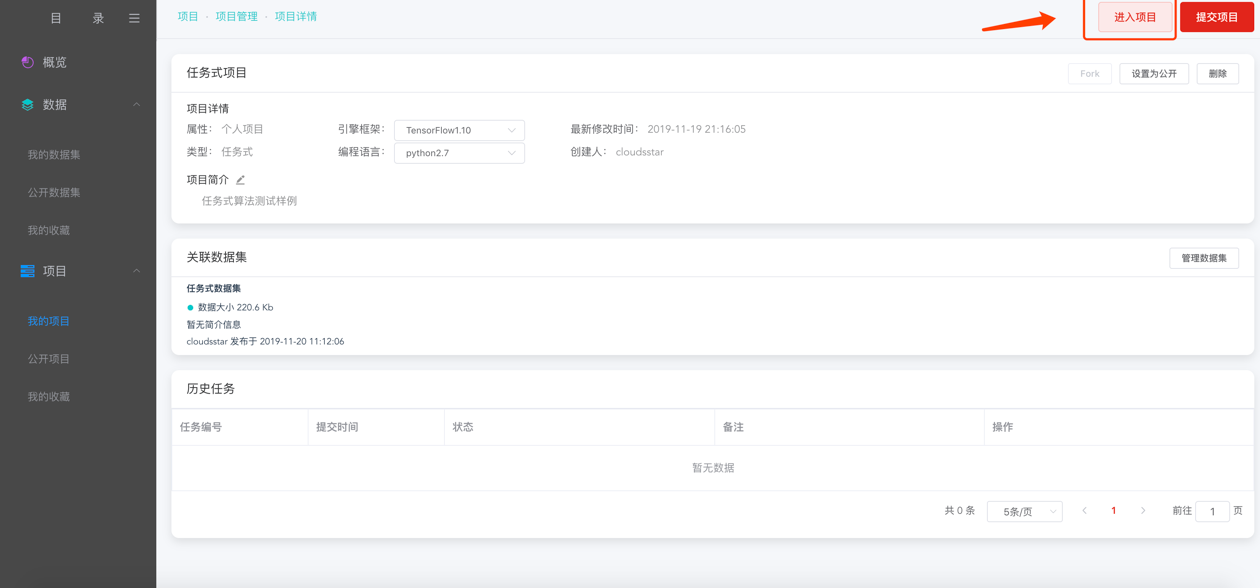 目 录
项目 · 项目管理 · 项目详情
进入项目 提交项目
概览
数据
我的数据集
公开数据集
我的收藏
项目
我的项目
公开项目
我的收藏
任务式项目 Fork 设置为公开 删除
项目详情
属性： 个人项目 引擎框架： TensorFlow1.10 最新修改时间： 2019-11-19 21:16:05
类型： 任务式 编程语言： python2.7 创建人： cloudsstar
项目简介
任务式算法测试样例
关联数据集 管理数据集
任务式数据集
数据大小 220.6 Kb
暂无简介信息
cloudsstar 发布于 2019-11-20 11:12:06
历史任务
任务编号 提交时间 状态 备注 操作
暂无数据
共 0 条 5条/页 1 前往 1 页